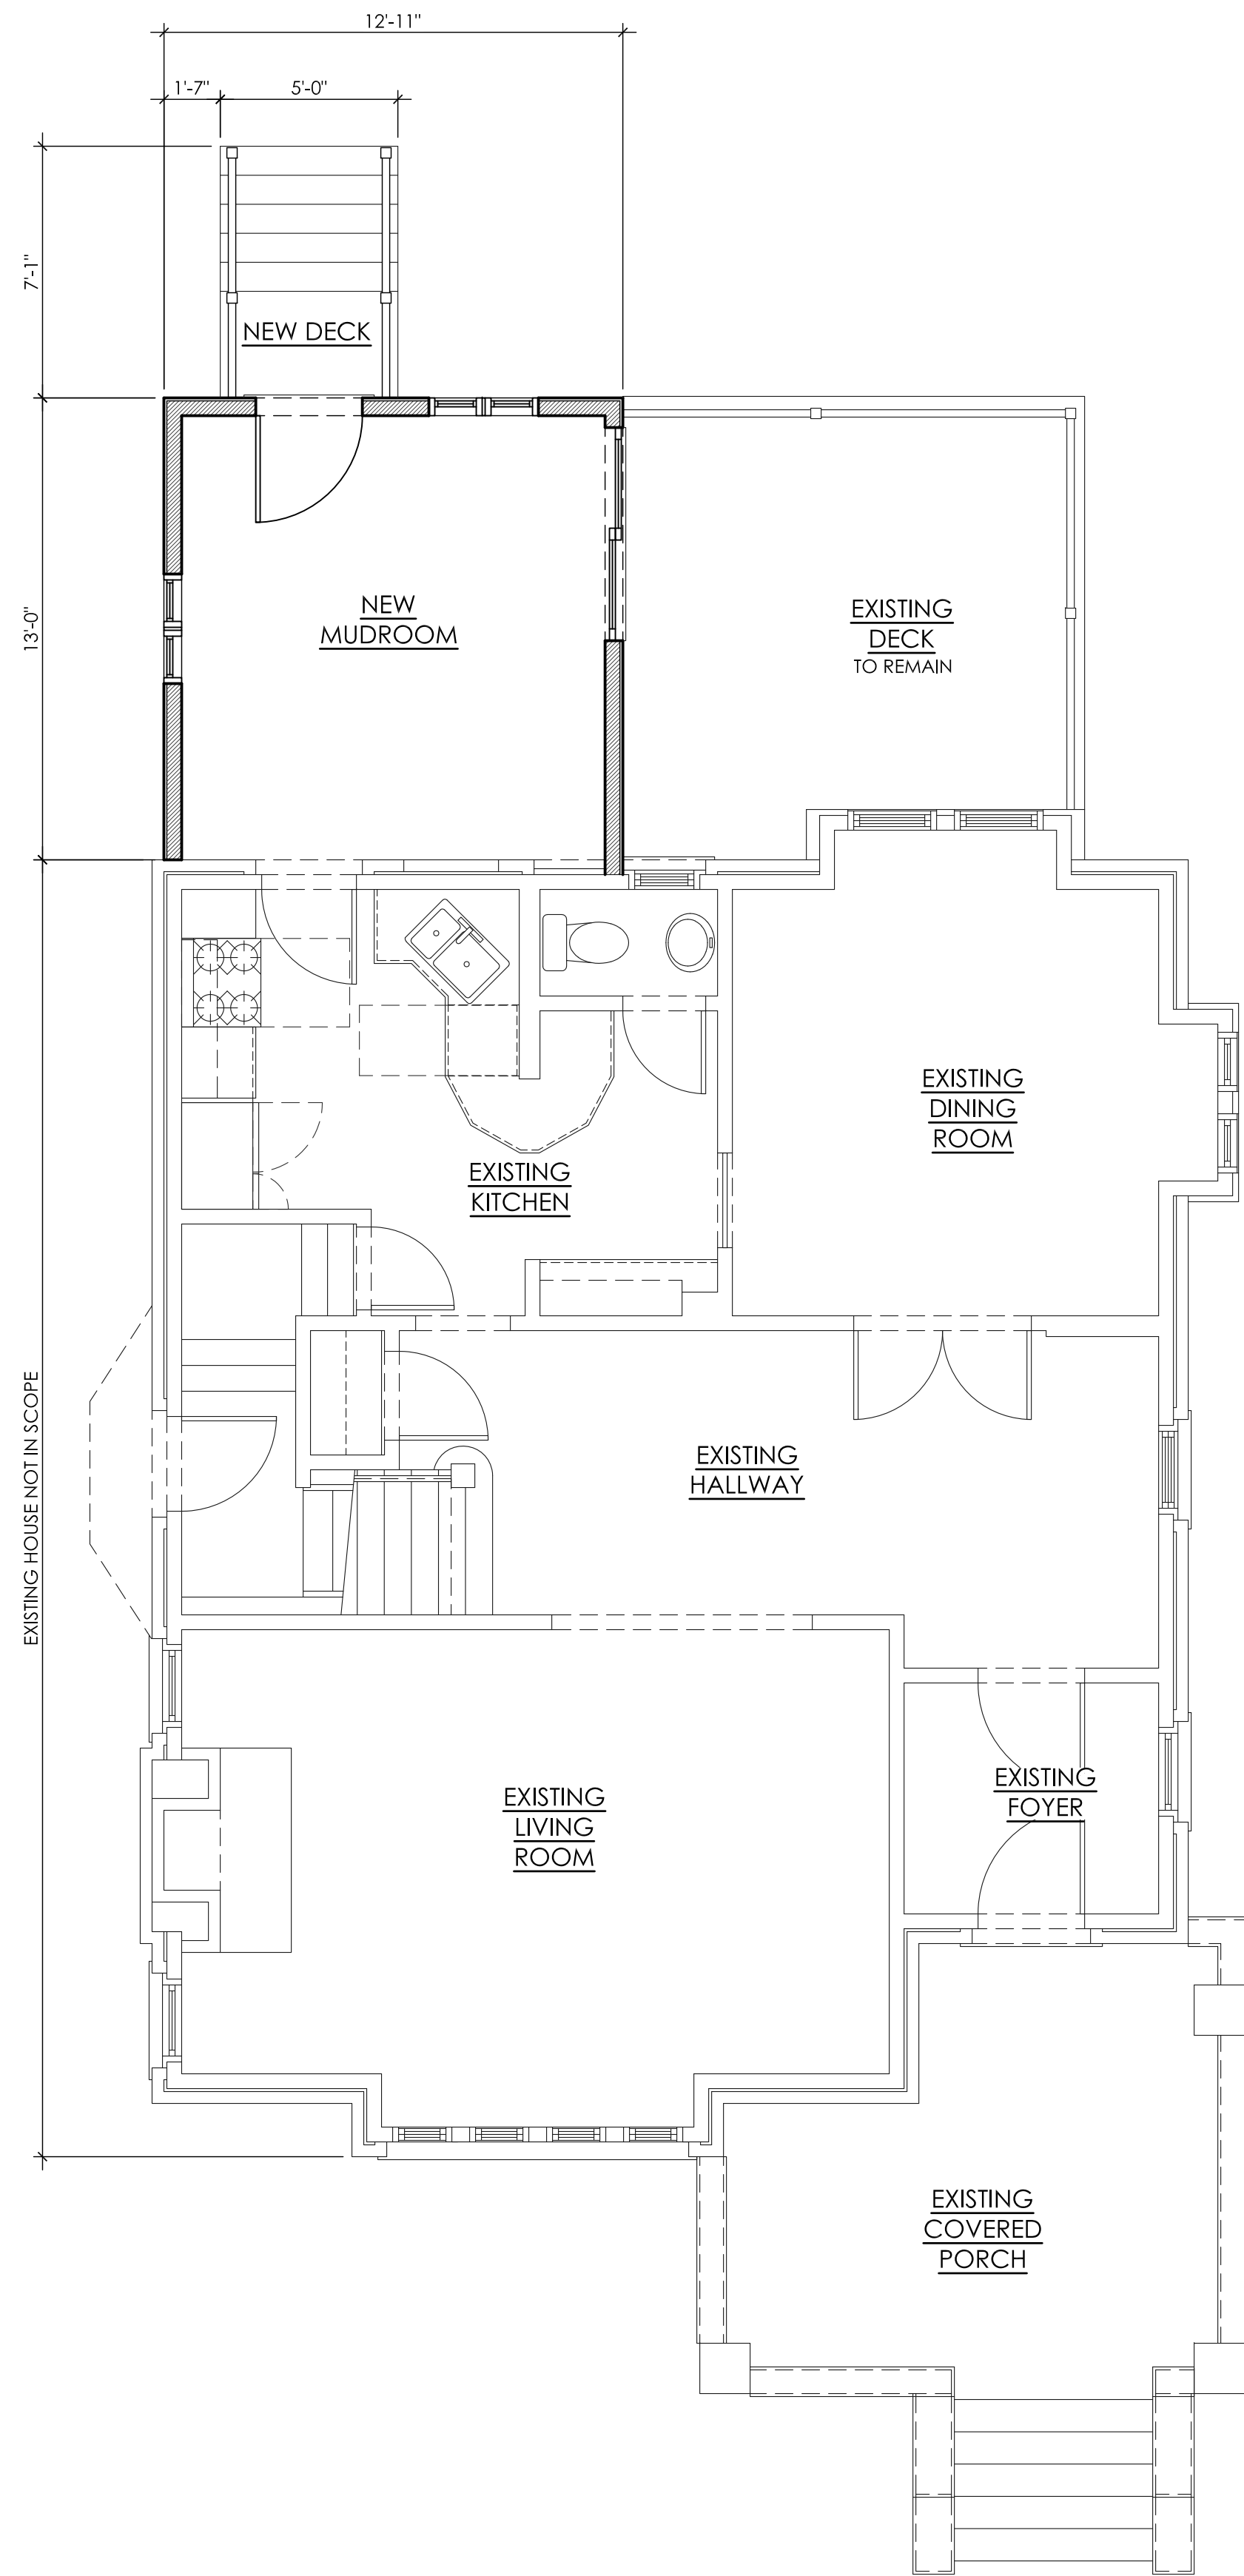 12'-11"
1'-7"
5'-0"
7'-1"
NEW DECK
13'-0"
NEW
MUDROOM
EXISTING
DECK
TO REMAIN
EXISTING
DINING
ROOM
EXISTING
KITCHEN
EXISTING HOUSE NOT IN SCOPE
EXISTING
HALLWAY
EXISTING
FOYER
EXISTING
LIVING
ROOM
EXISTING
COVERED
PORCH